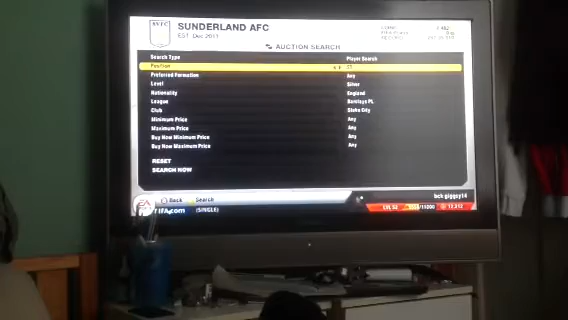 SUNDERLAND AFC
EST. Dec 2011
AUCTION SEARCH
Search Type Player Search
Position ST
Preferred Formation Any
Level Silver
Nationality England
League Barclays PL
Club Stoke City
Minimum Price Any
Maximum Price Any
Buy Now Minimum Price Any
Buy Now Maximum Price Any
RESET
SEARCH NOW
Back Search
EA
(SINGLE)